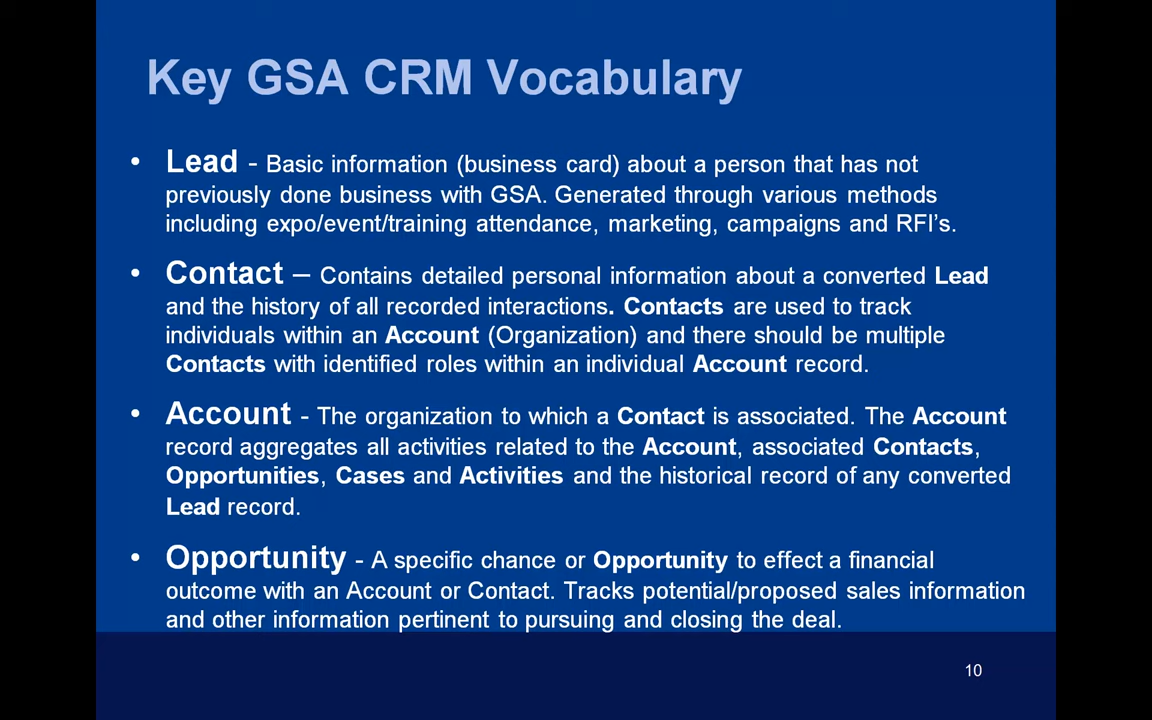 Key GSA CRM Vocabulary
• Lead - Basic information (business card) about a person that has not
previously done business with GSA. Generated through various methods
including expo/event/training attendance, marketing, campaigns and RFI's.
• Contact – Contains detailed personal information about a converted Lead
and the history of all recorded interactions. Contacts are used to track
individuals within an Account (Organization) and there should be multiple
Contacts with identified roles within an individual Account record.
• Account - The organization to which a Contact is associated. The Account
record aggregates all activities related to the Account, associated Contacts,
Opportunities, Cases and Activities and the historical record of any converted
Lead record.
• Opportunity - A specific chance or Opportunity to effect a financial
outcome with an Account or Contact. Tracks potential/proposed sales information
and other information pertinent to pursuing and closing the deal.
10